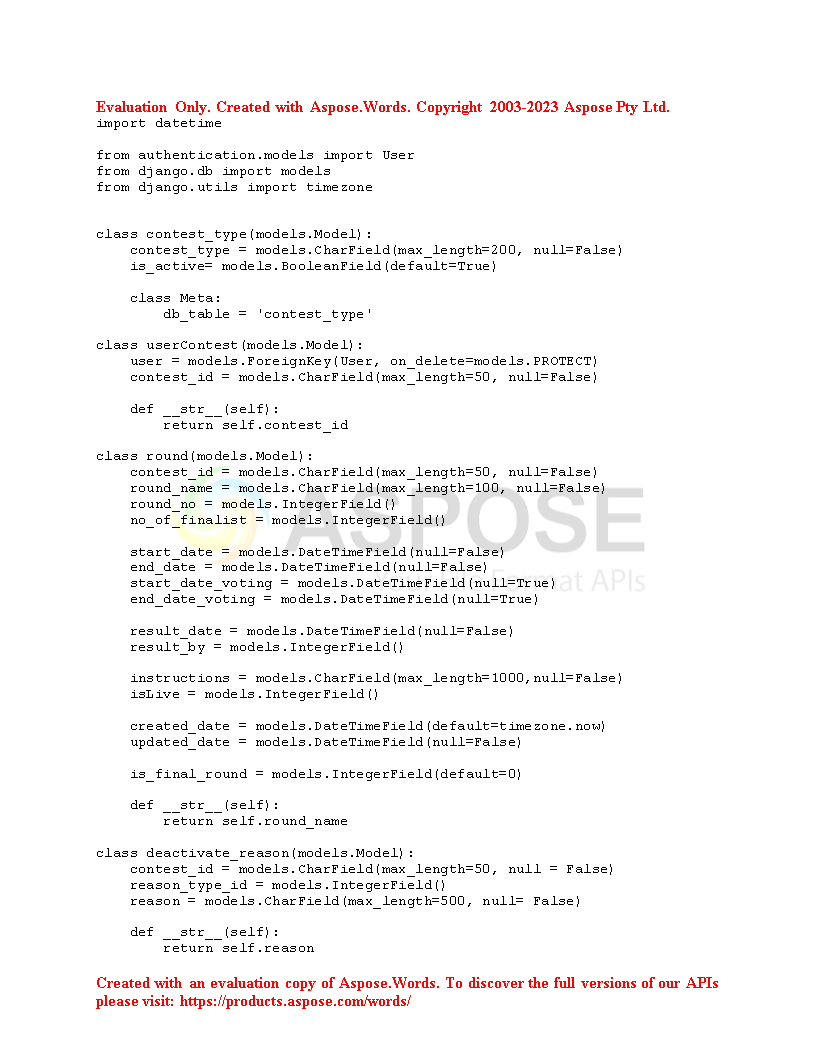 Evaluation Only. Created with Aspose.Words. Copyright 2003-2023 Aspose Pty Ltd.
import datetime
from authentication.models import User
from django.db import models
from django.utils import timezone
class contest_type(models.Model):
    contest_type = models.CharField(max_length=200, null=False)
    is_active= models.BooleanField(default=True)
    class Meta:
        db_table = 'contest_type'
class userContest(models.Model):
    user = models.ForeignKey(User, on_delete=models.PROTECT)
    contest_id = models.CharField(max_length=50, null=False)
    def __str__(self):
        return self.contest_id
class round(models.Model):
    contest_id = models.CharField(max_length=50, null=False)
    round_name = models.CharField(max_length=100, null=False)
    round_no = models.IntegerField()
    no_of_finalist = models.IntegerField()
ASPOSE
    start_date = models.DateTimeField(null=False)
    end_date = models.DateTimeField(null=False)
    start_date_voting = models.DateTimeField(null=True)
    end_date_voting = models.DateTimeField(null=True)
Format APIs
    result_date = models.DateTimeField(null=False)
    result_by = models.IntegerField()
    instructions = models.CharField(max_length=1000,null=False)
    isLive = models.IntegerField()
    created_date = models.DateTimeField(default=timezone.now)
    updated_date = models.DateTimeField(null=False)
    is_final_round = models.IntegerField(default=0)
    def __str__(self):
        return self.round_name
class deactivate_reason(models.Model):
    contest_id = models.CharField(max_length=50, null = False)
    reason_type_id = models.IntegerField()
    reason = models.CharField(max_length=500, null= False)
    def __str__(self):
        return self.reason
Created with an evaluation copy of Aspose.Words. To discover the full versions of our APIs
please visit: https://products.aspose.com/words/